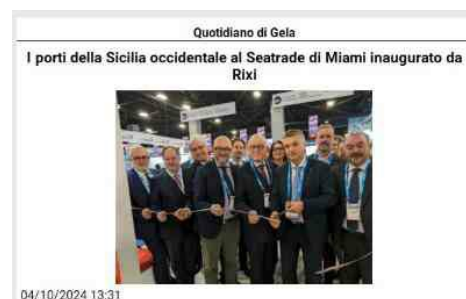 Quotidiano di Gela
I porti della Sicilia occidentale al Seatrade di Miami inaugurato da
Rixi
04/10/2024 13:31